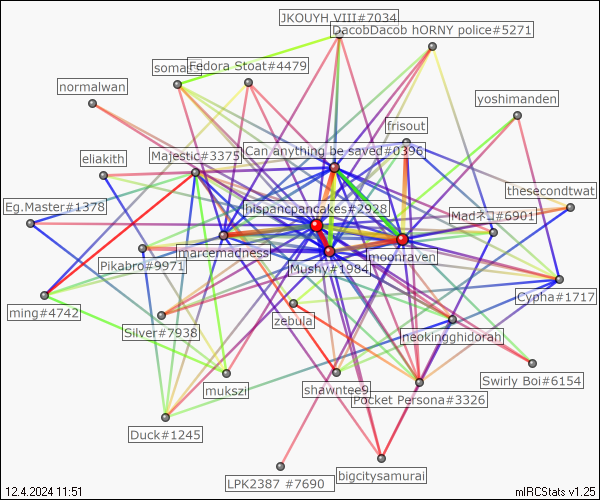 JKOUYH VIII#7034
DacobDacob hORNY police#5271
Fedora Stoat#4479
normalwan
yoshimanden
frisout
Can anything be saved#0396
Majestic#3375
eliakith
thesecondtwat
Eg.Master#1378
hispancpancakes#2928
Madネコ#6901
marcemadness
moonraven
Pikabro#9971
Mushy#1984
Cypha#1717
ming#4742
zebula
Silver#7938
neokingghidorah
Swirly Boi#6154
mukszi
shawntee9
Pocket Persona#3326
Duck#1245
bigcitysamurai
LPK2387 #7690
12.4.2024 11:51
mIRCStats v1.25